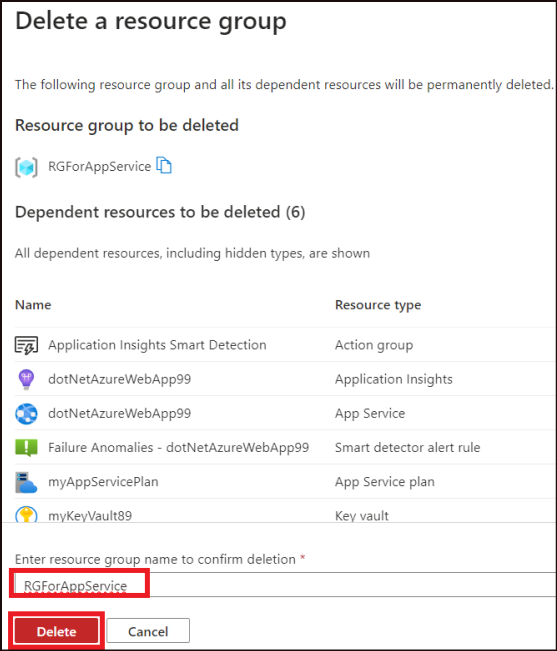 Delete a resource group
The following resource group and all its dependent resources will be permanently deleted.
Resource group to be deleted
RGForAppService
Dependent resources to be deleted (6)
All dependent resources, including hidden types, are shown
Name Resource type
Application Insights Smart Detection Action group
dotNetAzureWebApp99 Application Insights
dotNetAzureWebApp99 App Service
Failure Anomalies - dotNetAzureWebApp99 Smart detector alert rule
myAppServicePlan App Service plan
myKeyVault89 Key vault
Enter resource group name to confirm deletion *
RGForAppService
Delete Cancel